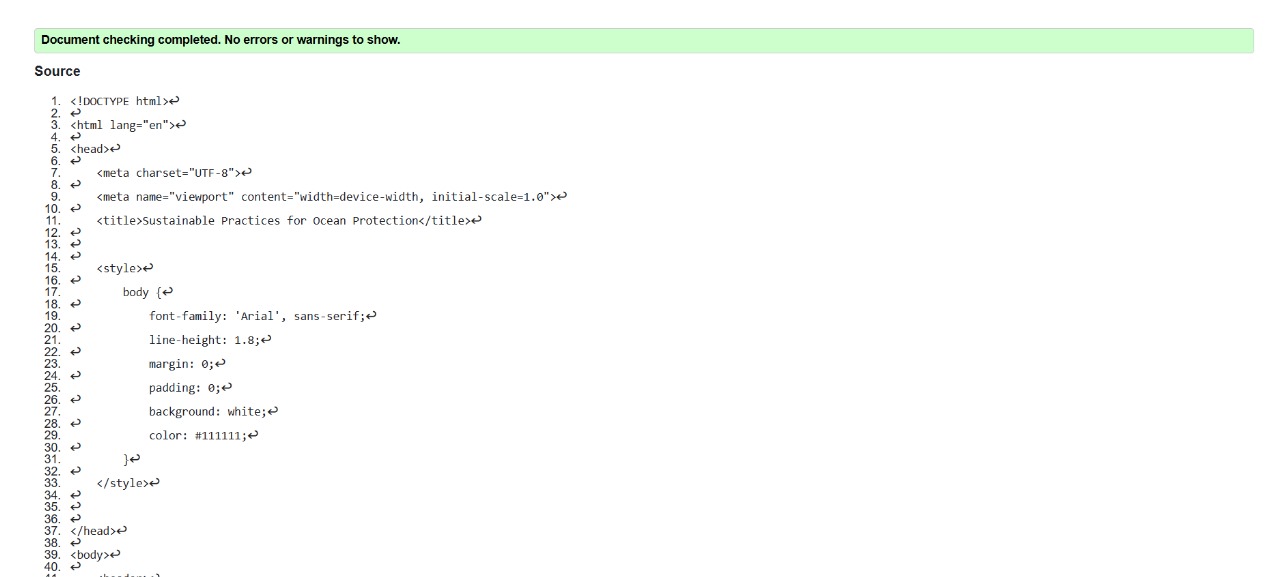 Document checking completed. No errors or warnings to show.
Source
1. <!DOCTYPE html>↩
2. ↩
3. <html lang="en">↩
4. ↩
5. <head>↩
6. ↩
7.     <meta charset="UTF-8">↩
8. ↩
9.     <meta name="viewport" content="width=device-width, initial-scale=1.0">↩
10. ↩
11.     <title>Sustainable Practices for Ocean Protection</title>↩
12. ↩
13. ↩
14. ↩
15.     <style>↩
16. ↩
17.         body {↩
18. ↩
19.             font-family: 'Arial', sans-serif;↩
20. ↩
21.             line-height: 1.8;↩
22. ↩
23.             margin: 0;↩
24. ↩
25.             padding: 0;↩
26. ↩
27.             background: white;↩
28. ↩
29.             color: #111111;↩
30. ↩
31.         }↩
32. ↩
33.     </style>↩
34. ↩
35. ↩
36. ↩
37. </head>↩
38. ↩
39. <body>↩
40. ↩